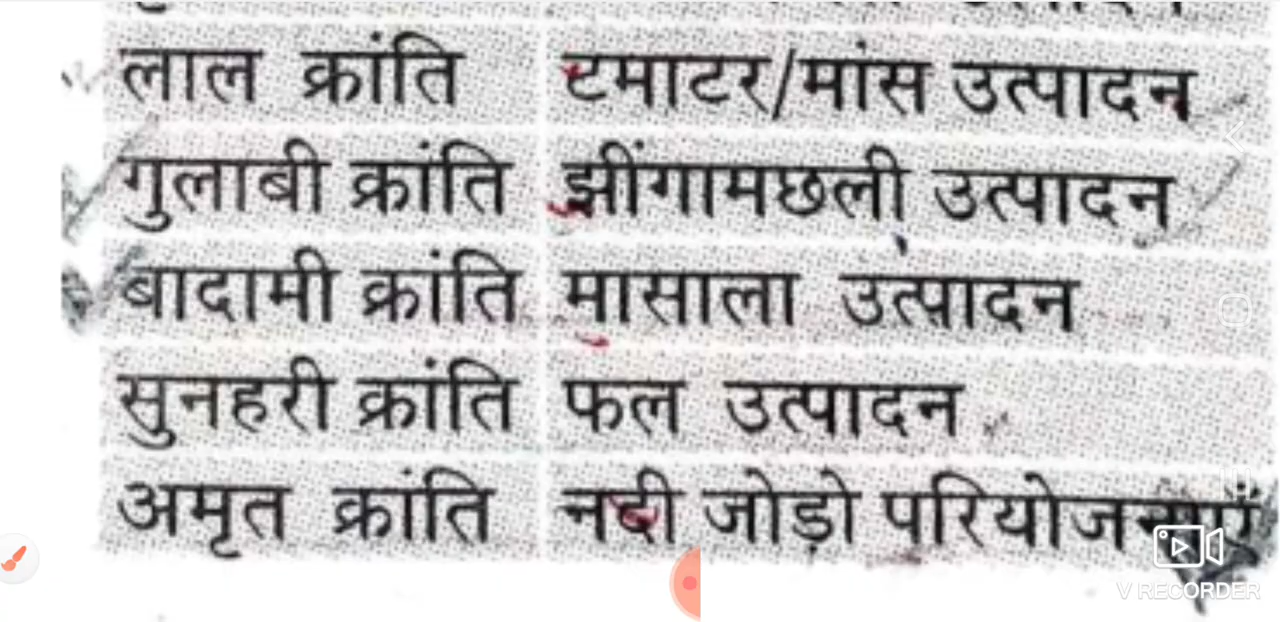 लाल क्रांति टमाटर/मांस उत्पादन
गुलाबी क्रांति झींगामछली उत्पादन
बादामी क्रांति मासाला उत्पादन
सुनहरी क्रांति फल उत्पादन
अमृत क्रांति नदी जोड़ो परियोजनाएं
V RECORDER